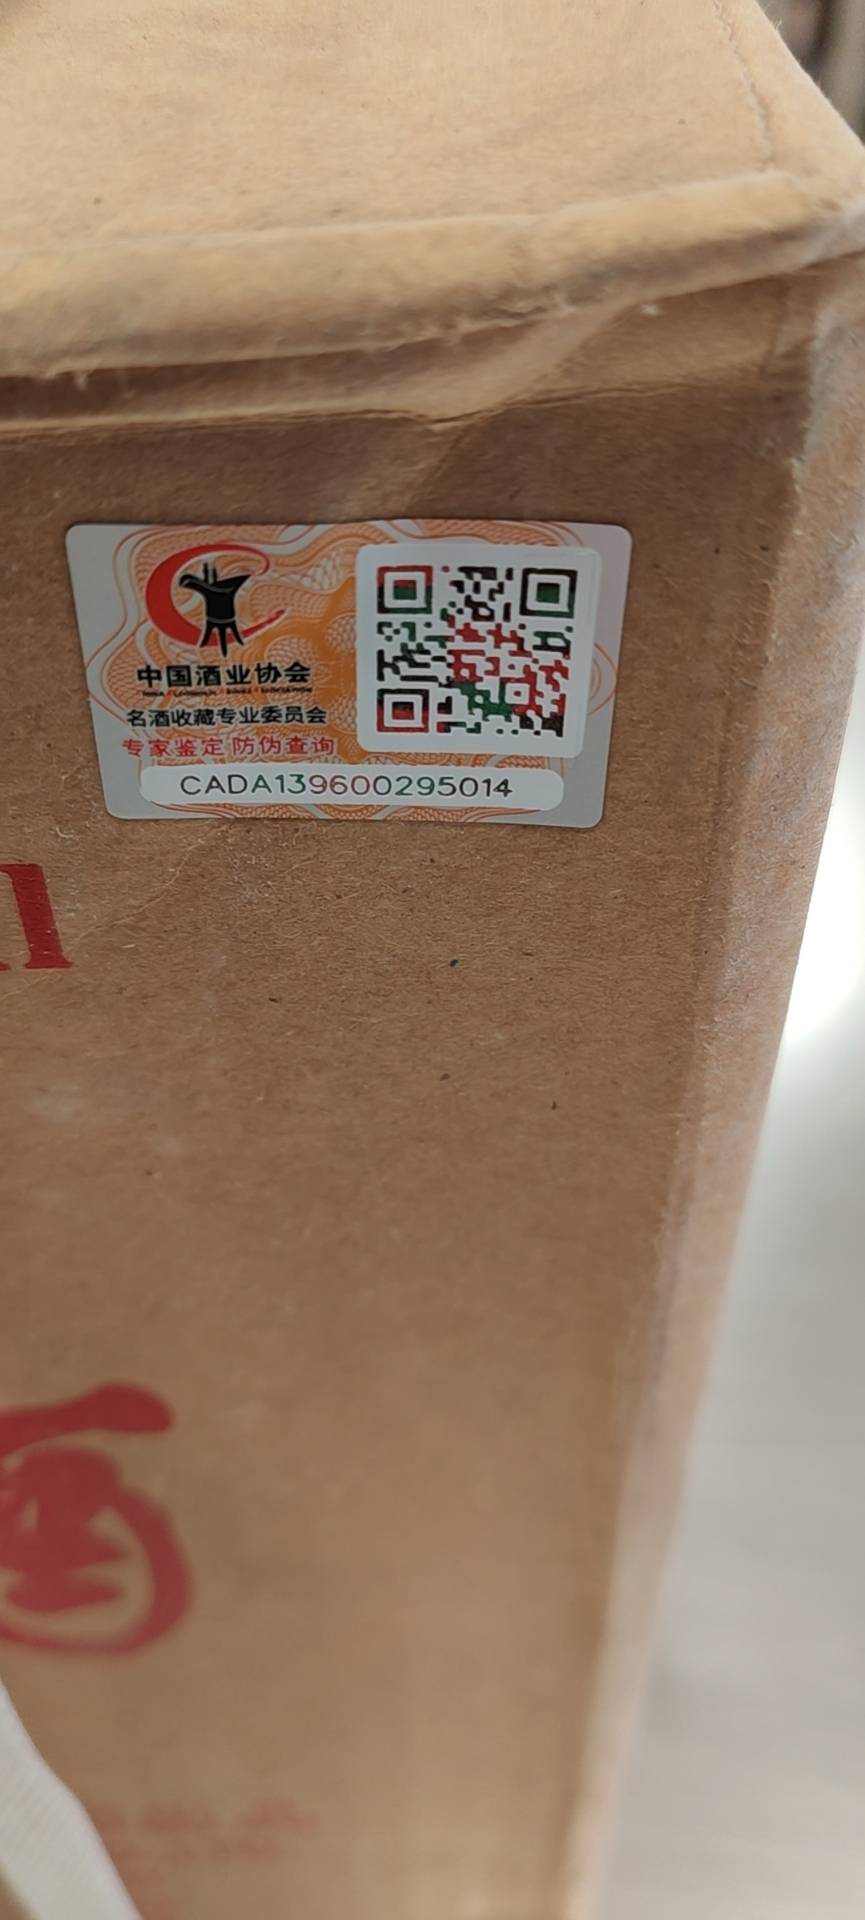 中国酒业协会
名酒收藏专业委员会
专家鉴定 防伪查询
CADA139600295014
酒